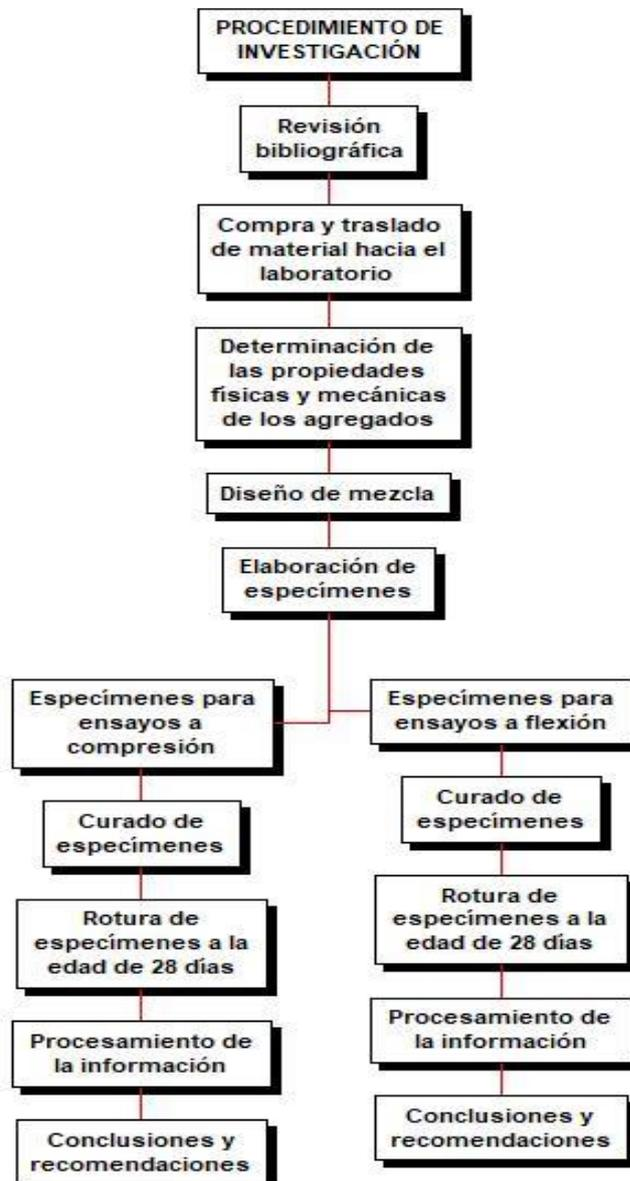 PROCEDIMIENTO DE
INVESTIGACIÓN
Revisión
bibliográfica
Compra y traslado
de material hacia el
laboratorio
Determinación de
las propiedades
físicas y mecánicas
de los agregados
Diseño de mezcla
Elaboración de
especímenes
Especímenes para
ensayos a
compresión
Curado de
especímenes
Rotura de
especímenes a la
edad de 28 días
Procesamiento de
la información
Conclusiones y
recomendaciones
Especímenes para
ensayos a flexión
Curado de
especímenes
Rotura de
especímenes a la
edad de 28 días
Procesamiento de
la información
Conclusiones y
recomendaciones